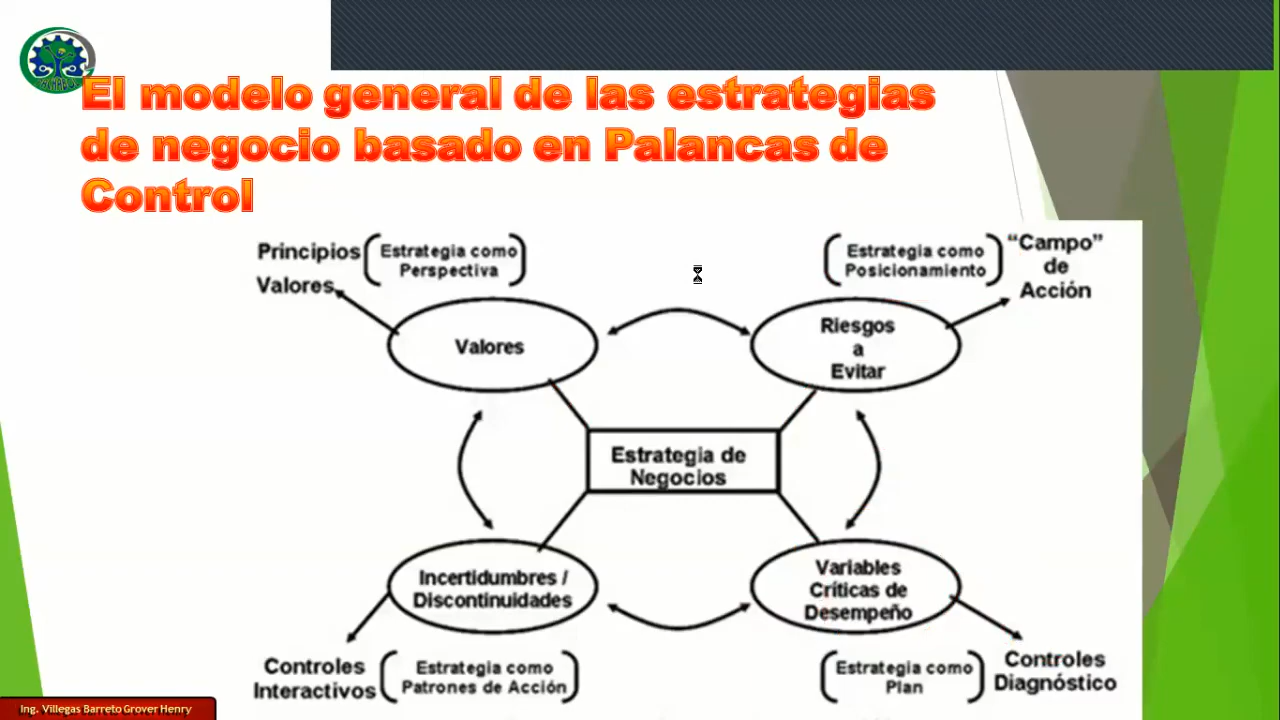 El modelo general de las estrategias
de negocio basado en Palancas de
Control
Principios
Valores
Estrategia como
Perspectiva
Estrategia como
Posicionamiento
“Campo”
de
Acción
Valores
Riesgos
a
Evitar
Estrategia de
Negocios
Incertidumbres /
Discontinuidades
Variables
Críticas de
Desempeño
Controles
Interactivos
Estrategia como
Patrones de Acción
Estrategia como
Plan
Controles
Diagnóstico
Ing. Villegas Barreto Grover Henry